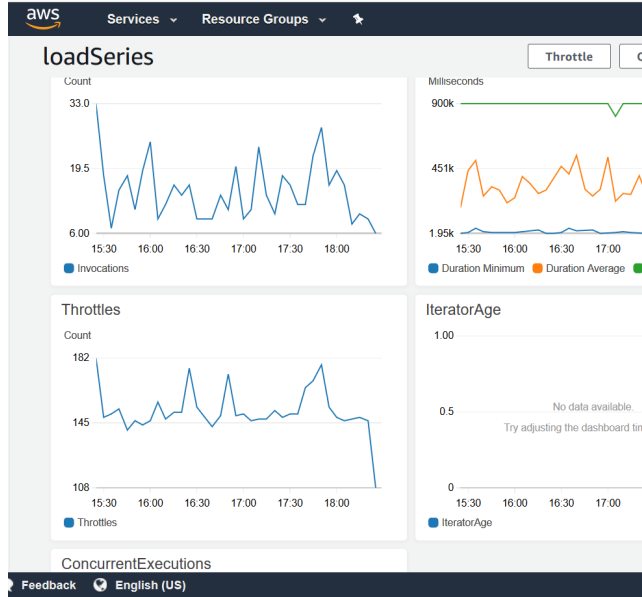 aws
Services
Resource Groups
loadSeries
Throttle
Count
33.0
19.5
6.00
15:30 16:00 16:30 17:00 17:30 18:00
Invocations
Milliseconds
900k
451k
1.95k
15:30 16:00 16:30 17:00
Duration Minimum Duration Average
Throttles
Count
182
145
108
15:30 16:00 16:30 17:00 17:30 18:00
Throttles
IteratorAge
1.00
0.5
0
No data available.
Try adjusting the dashboard tim
15:30 16:00 16:30 17:00
IteratorAge
ConcurrentExecutions
Feedback
English (US)